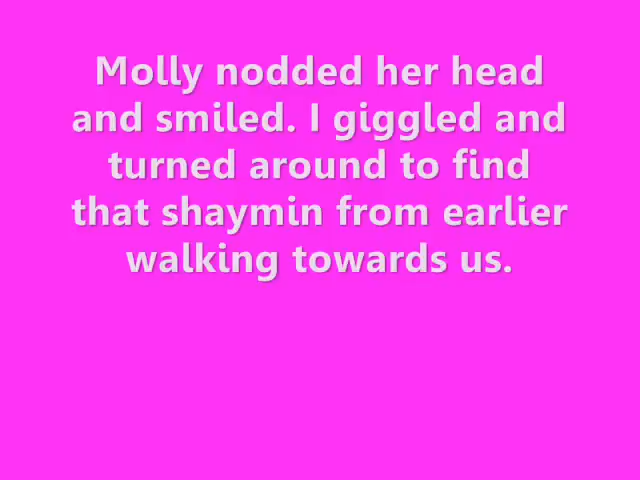 Molly nodded her head
and smiled. I giggled and
turned around to find
that shaymin from earlier
walking towards us.